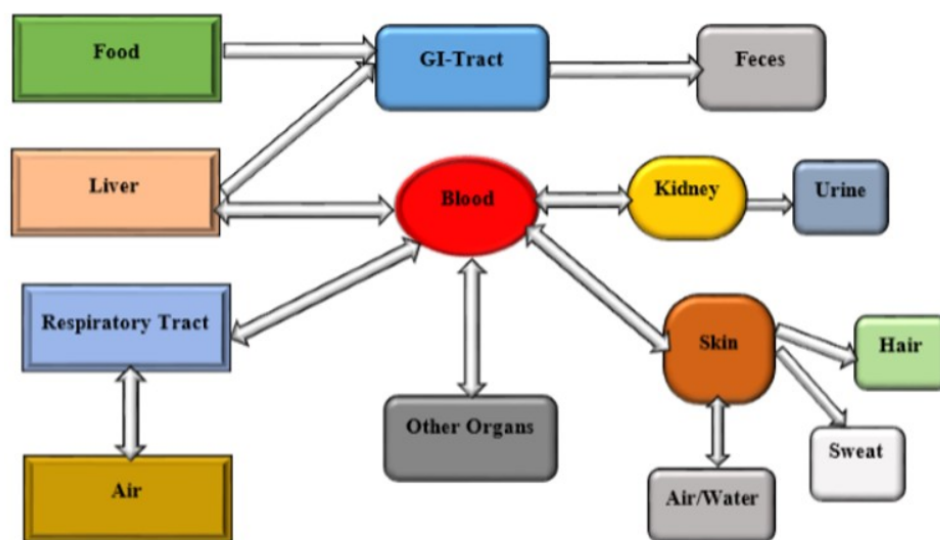 Food
GI-Tract
Feces
Liver
Blood
Kidney
Urine
Respiratory Tract
Skin
Hair
Other Organs
Sweat
Air
Air/Water